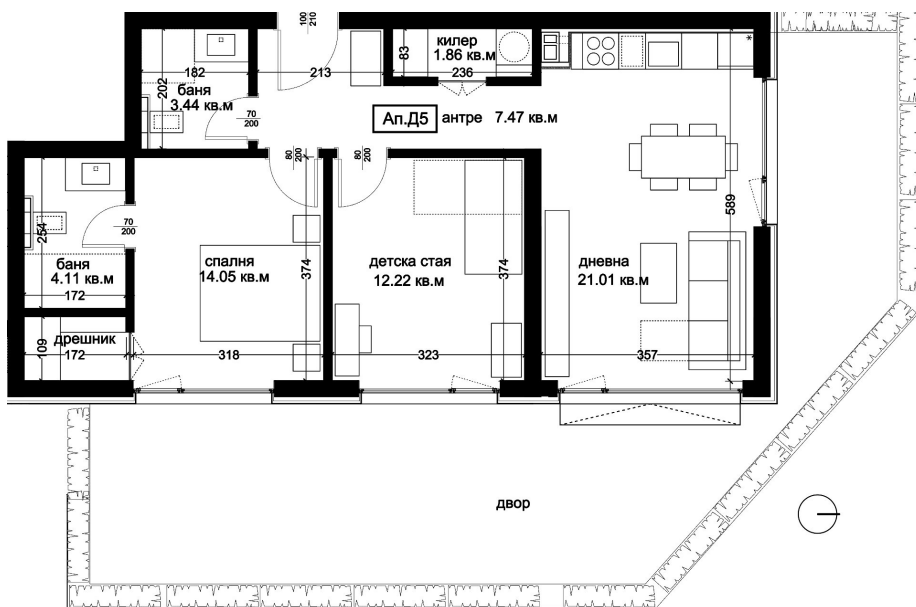 100
210
килер
1.86 кв.м
83
236
*
182
213
202
баня
3.44 кв.м
70
200
Ап.Д5
антре 7.47 кв.м
80
200
80
200
254
70
200
баня
4.11 кв.м
172
спалня
14.05 кв.м
374
детска стая
12.22 кв.м
374
дневна
21.01 кв.м
589
дрешник
109
172
318
323
357
двор